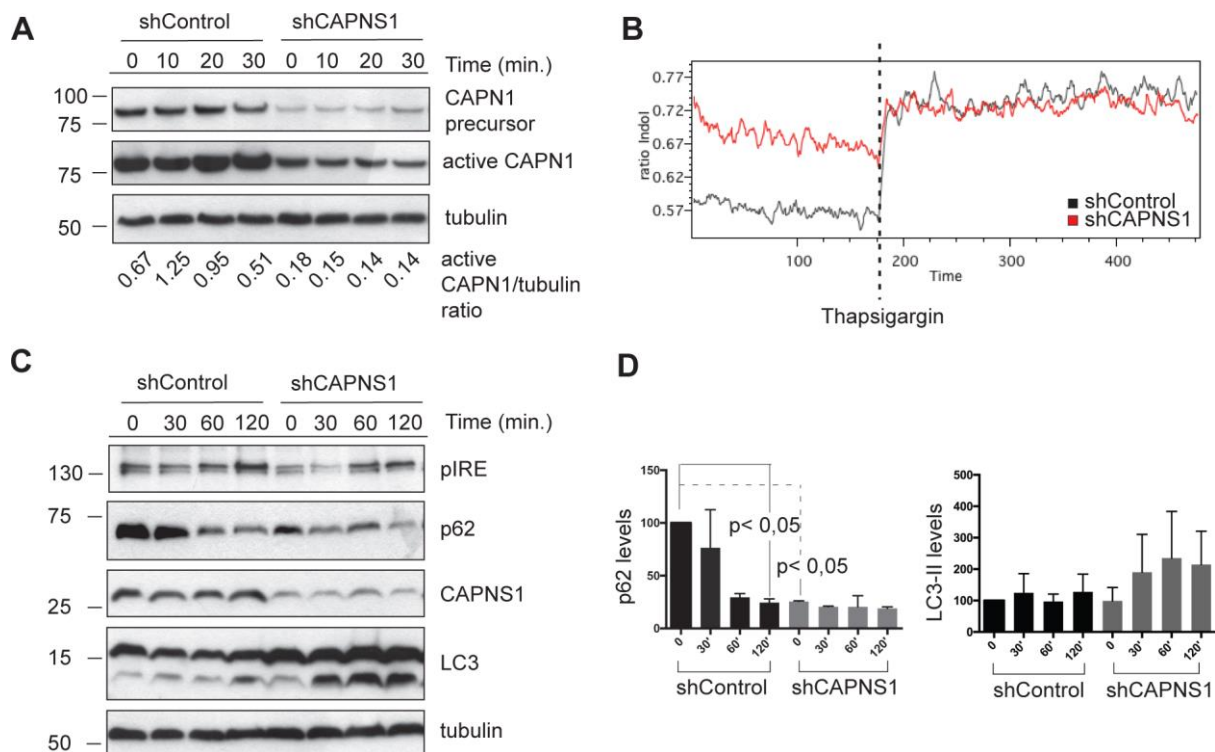 A
shControl shCAPNS1
0 10 20 30 0 10 20 30 Time (min.)
100
75
CAPN1
precursor
75
active CAPN1
50
tubulin
0.67 1.25 0.95 0.51 0.18 0.15 0.14 0.14
active
CAPN1/tubulin
ratio
B
ratio Indol
0.77
0.72
0.67
0.62
0.57
shControl
shCAPNS1
100 200 300 400
Time
Thapsigargin
C
shControl shCAPNS1
0 30 60 120 0 30 60 120 Time (min.)
130
pIRE
75
p62
25
CAPNS1
15
LC3
50
tubulin
D
p62 levels
150
100
50
0
p< 0,05
p< 0,05
0 30' 60' 120' 0 30' 60' 120'
shControl shCAPNS1
LC3-II levels
500
400
300
200
100
0
0 30' 60' 120' 0 30' 60' 120'
shControl shCAPNS1